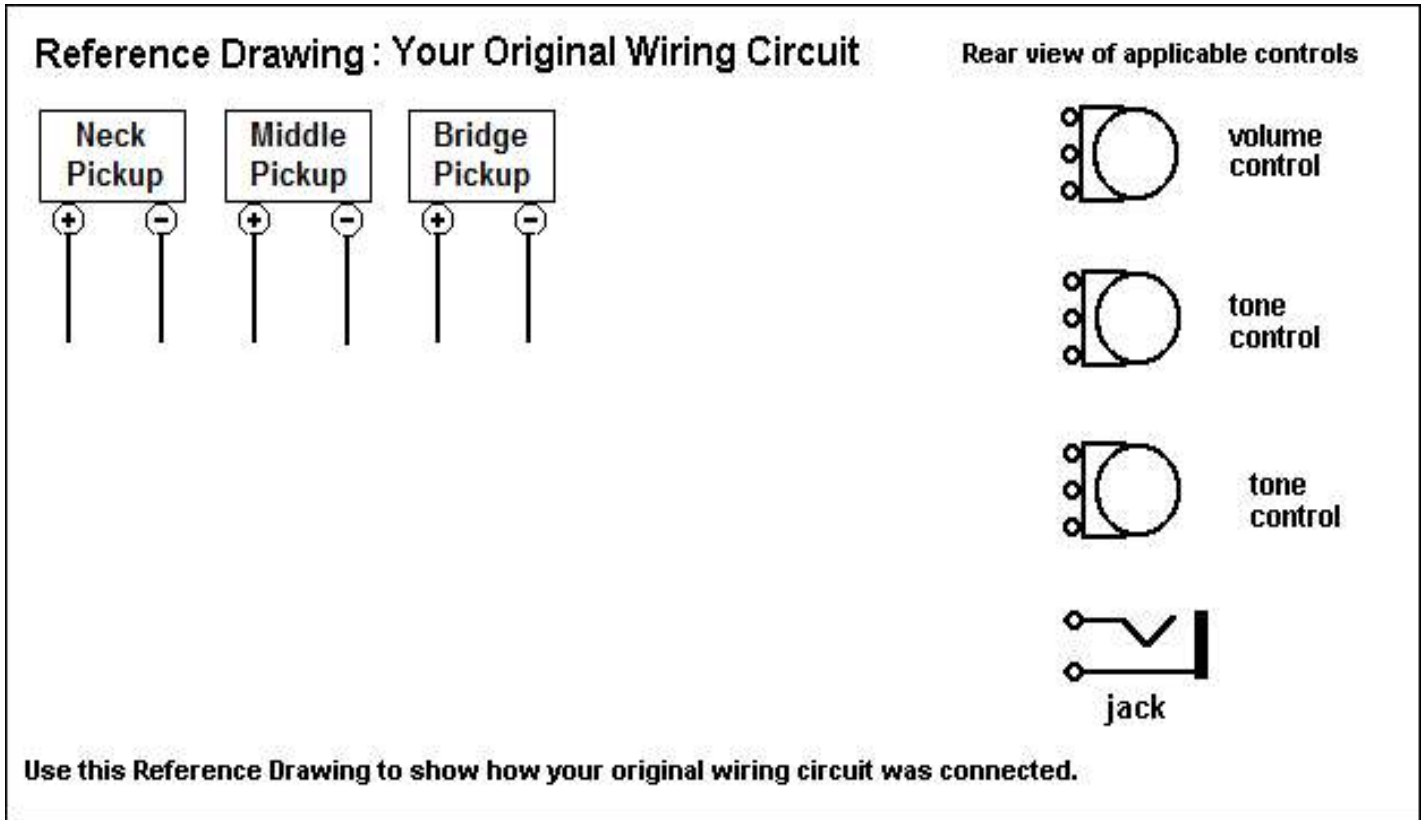 Reference Drawing : Your Original Wiring Circuit
Rear view of applicable controls
Neck
Pickup
Middle
Pickup
Bridge
Pickup
+ -
+ -
+ -
volume
control
tone
control
tone
control
jack
Use this Reference Drawing to show how your original wiring circuit was connected.